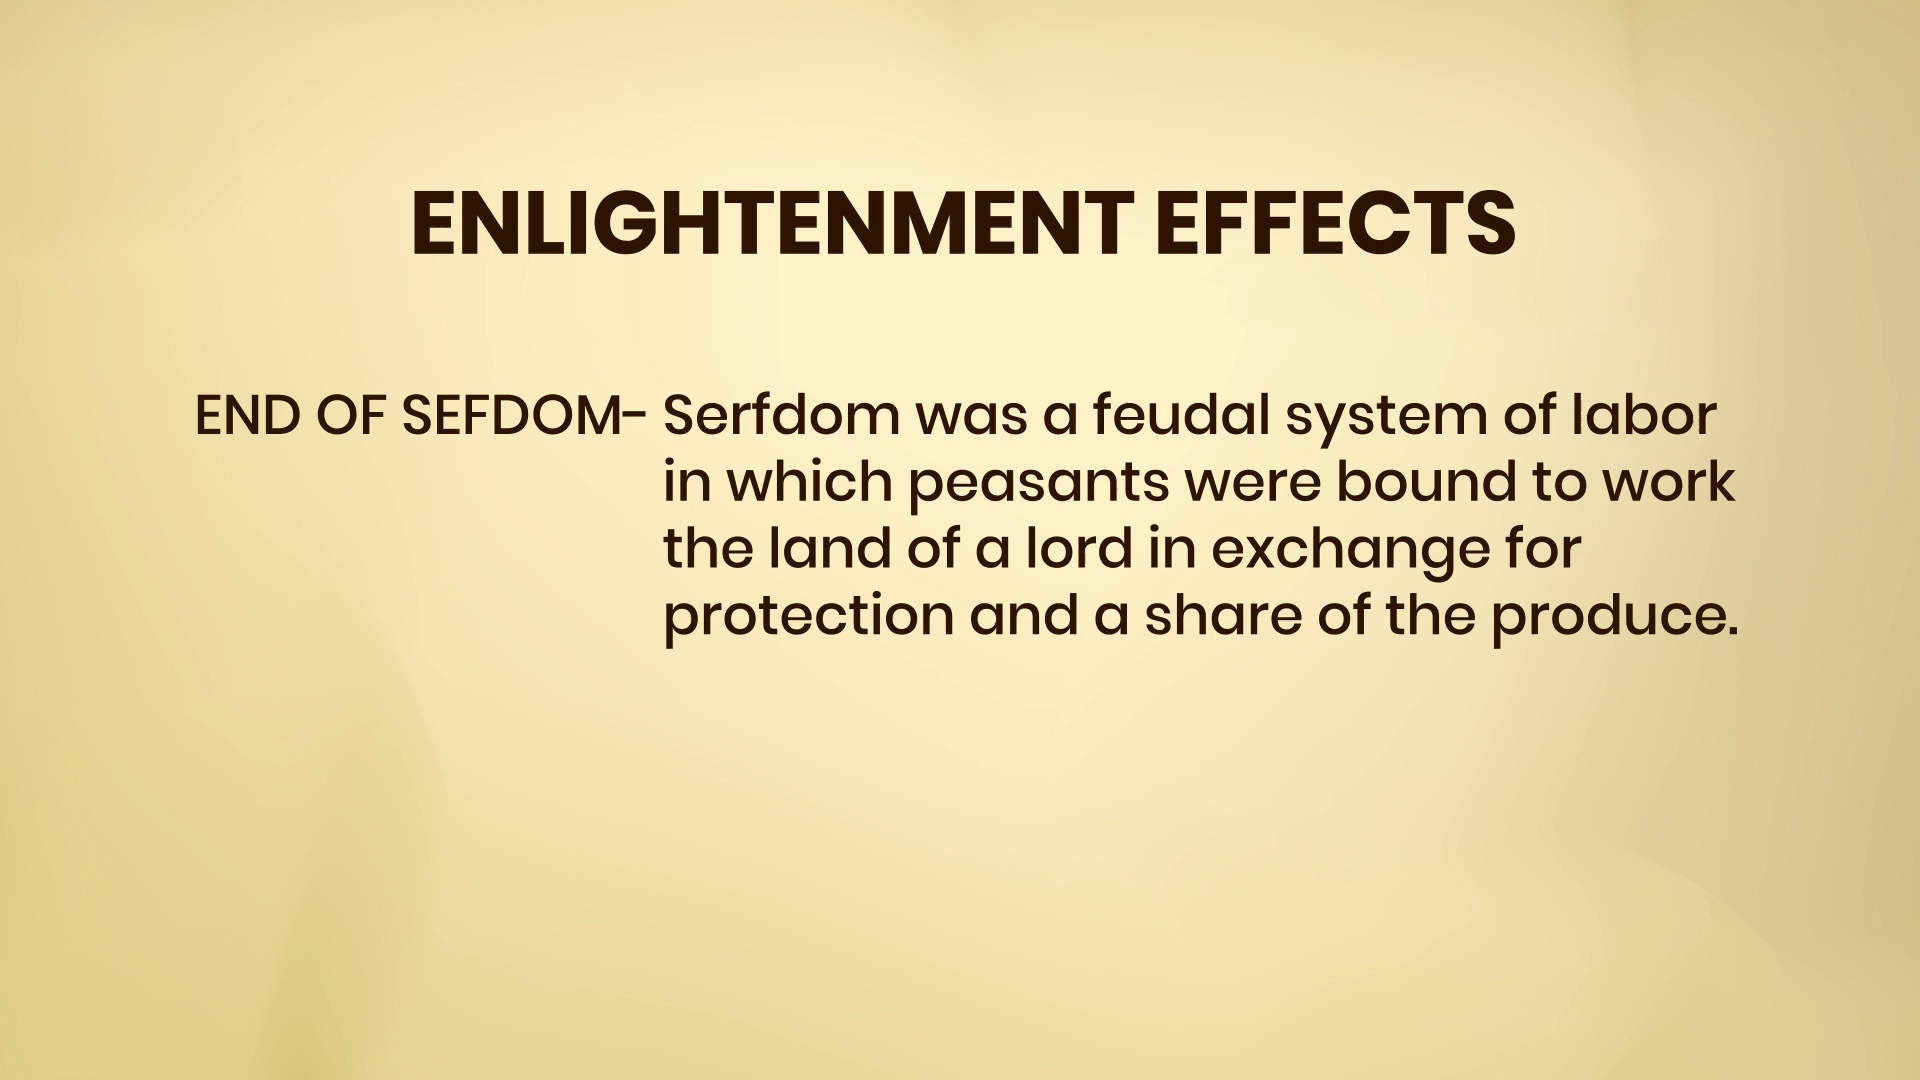 ENLIGHTENMENT EFFECTS
END OF SEFDOM- Serfdom was a feudal system of labor
in which peasants were bound to work
the land of a lord in exchange for
protection and a share of the produce.